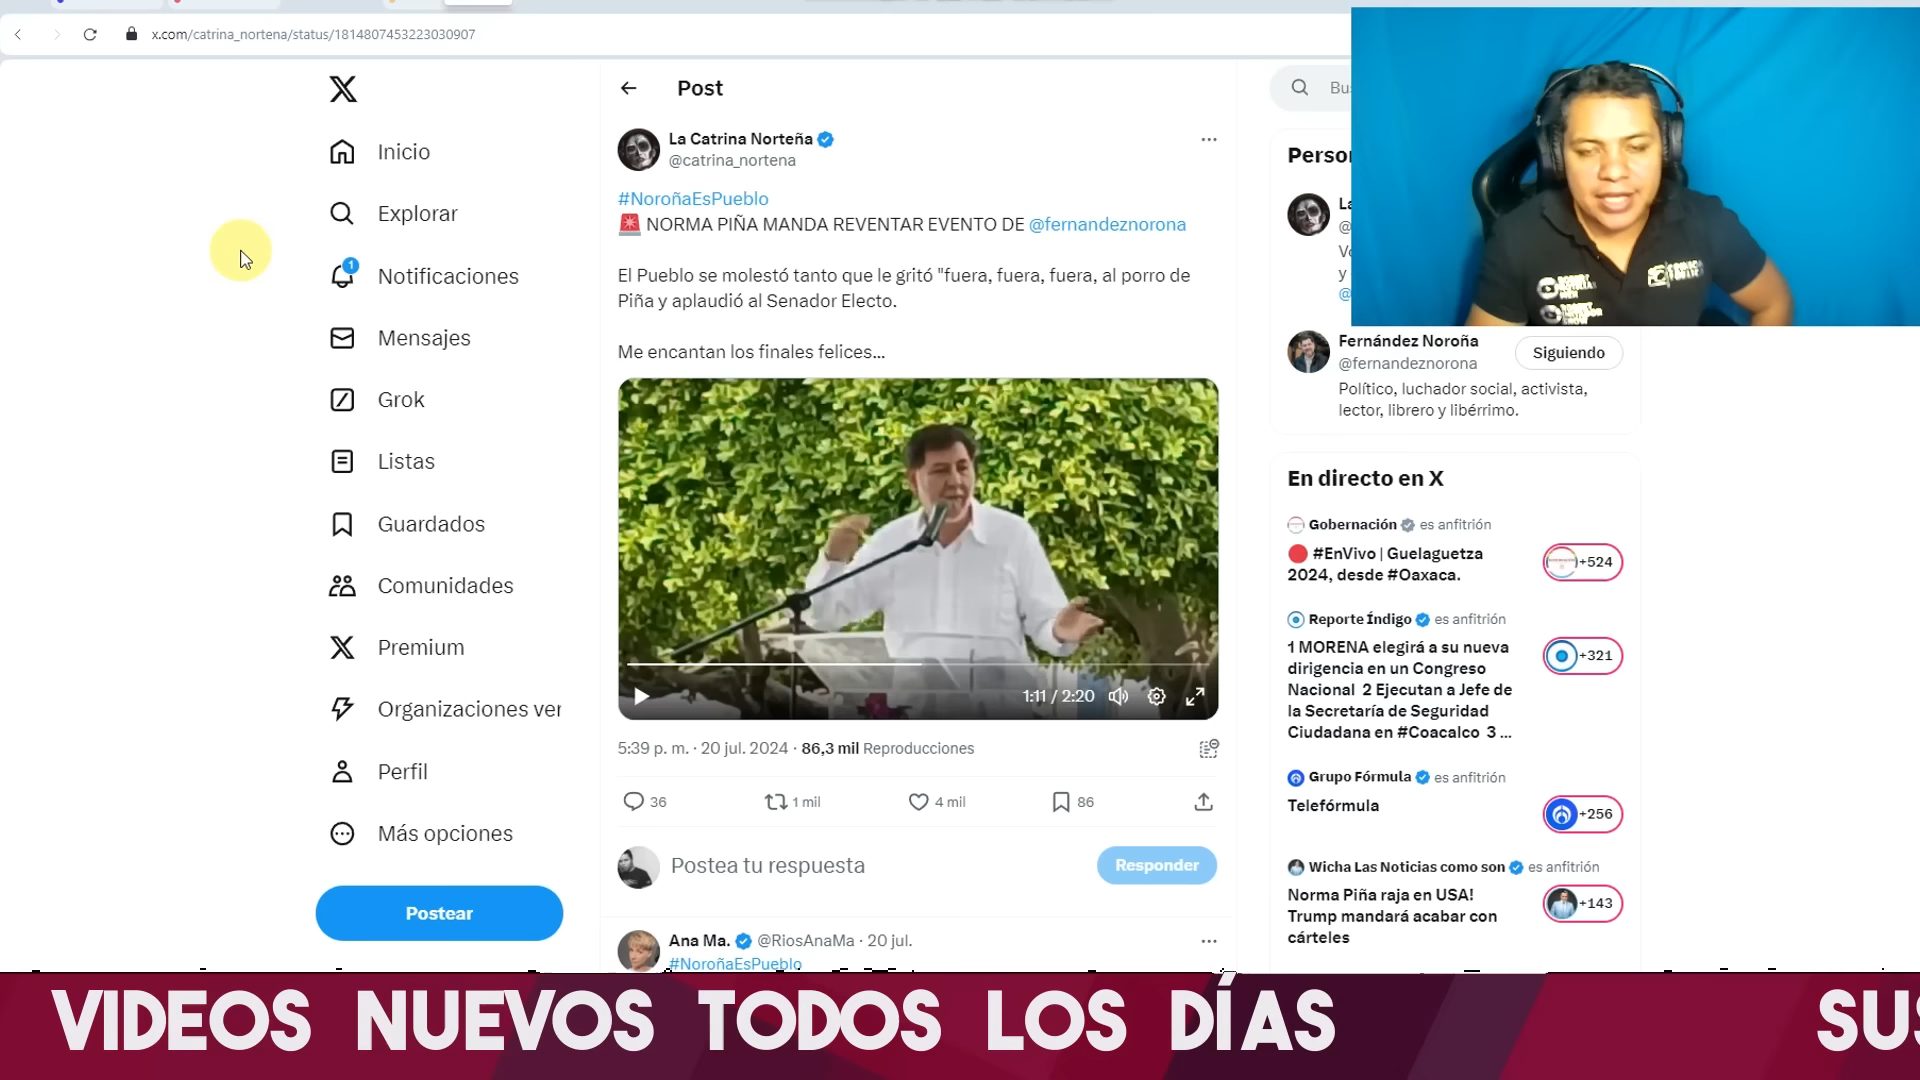 x.com/catrina_nortena/status/1814807453223030907
Inicio
Explorar
1
Notificaciones
Mensajes
Grok
Listas
Guardados
Comunidades
Premium
Organizaciones ver
Perfil
Más opciones
Postear
Post
La Catrina Norteña
@catrina_nortena
#NoroñaEsPueblo
🚨 NORMA PIÑA MANDA REVENTAR EVENTO DE @fernandeznorona
El Pueblo se molestó tanto que le gritó "fuera, fuera, fuera, al porro de
Piña y aplaudió al Senador Electo.
Me encantan los finales felices...
1:11 / 2:20
5:39 p. m. · 20 jul. 2024 · 86,3 mil Reproducciones
36
1 mil
4 mil
86
Postea tu respuesta
Responder
Ana Ma. @RiosAnaMa · 20 jul.
#NoroñaEsPueblo
Fernández Noroña
@fernandeznorona
Siguiendo
Político, luchador social, activista,
lector, librero y libérrimo.
En directo en X
Gobernación es anfitrión
🔴 #EnVivo | Guelaguetza
2024, desde #Oaxaca.
+524
Reporte Índigo es anfitrión
1 MORENA elegirá a su nueva
dirigencia en un Congreso
Nacional 2 Ejecutan a Jefe de
la Secretaría de Seguridad
Ciudadana en #Coacalco 3 ...
+321
Grupo Fórmula es anfitrión
Telefórmula
+256
Wicha Las Noticias como son es anfitrión
Norma Piña raja en USA!
Trump mandará acabar con
cárteles
+143
VIDEOS NUEVOS TODOS LOS DÍAS